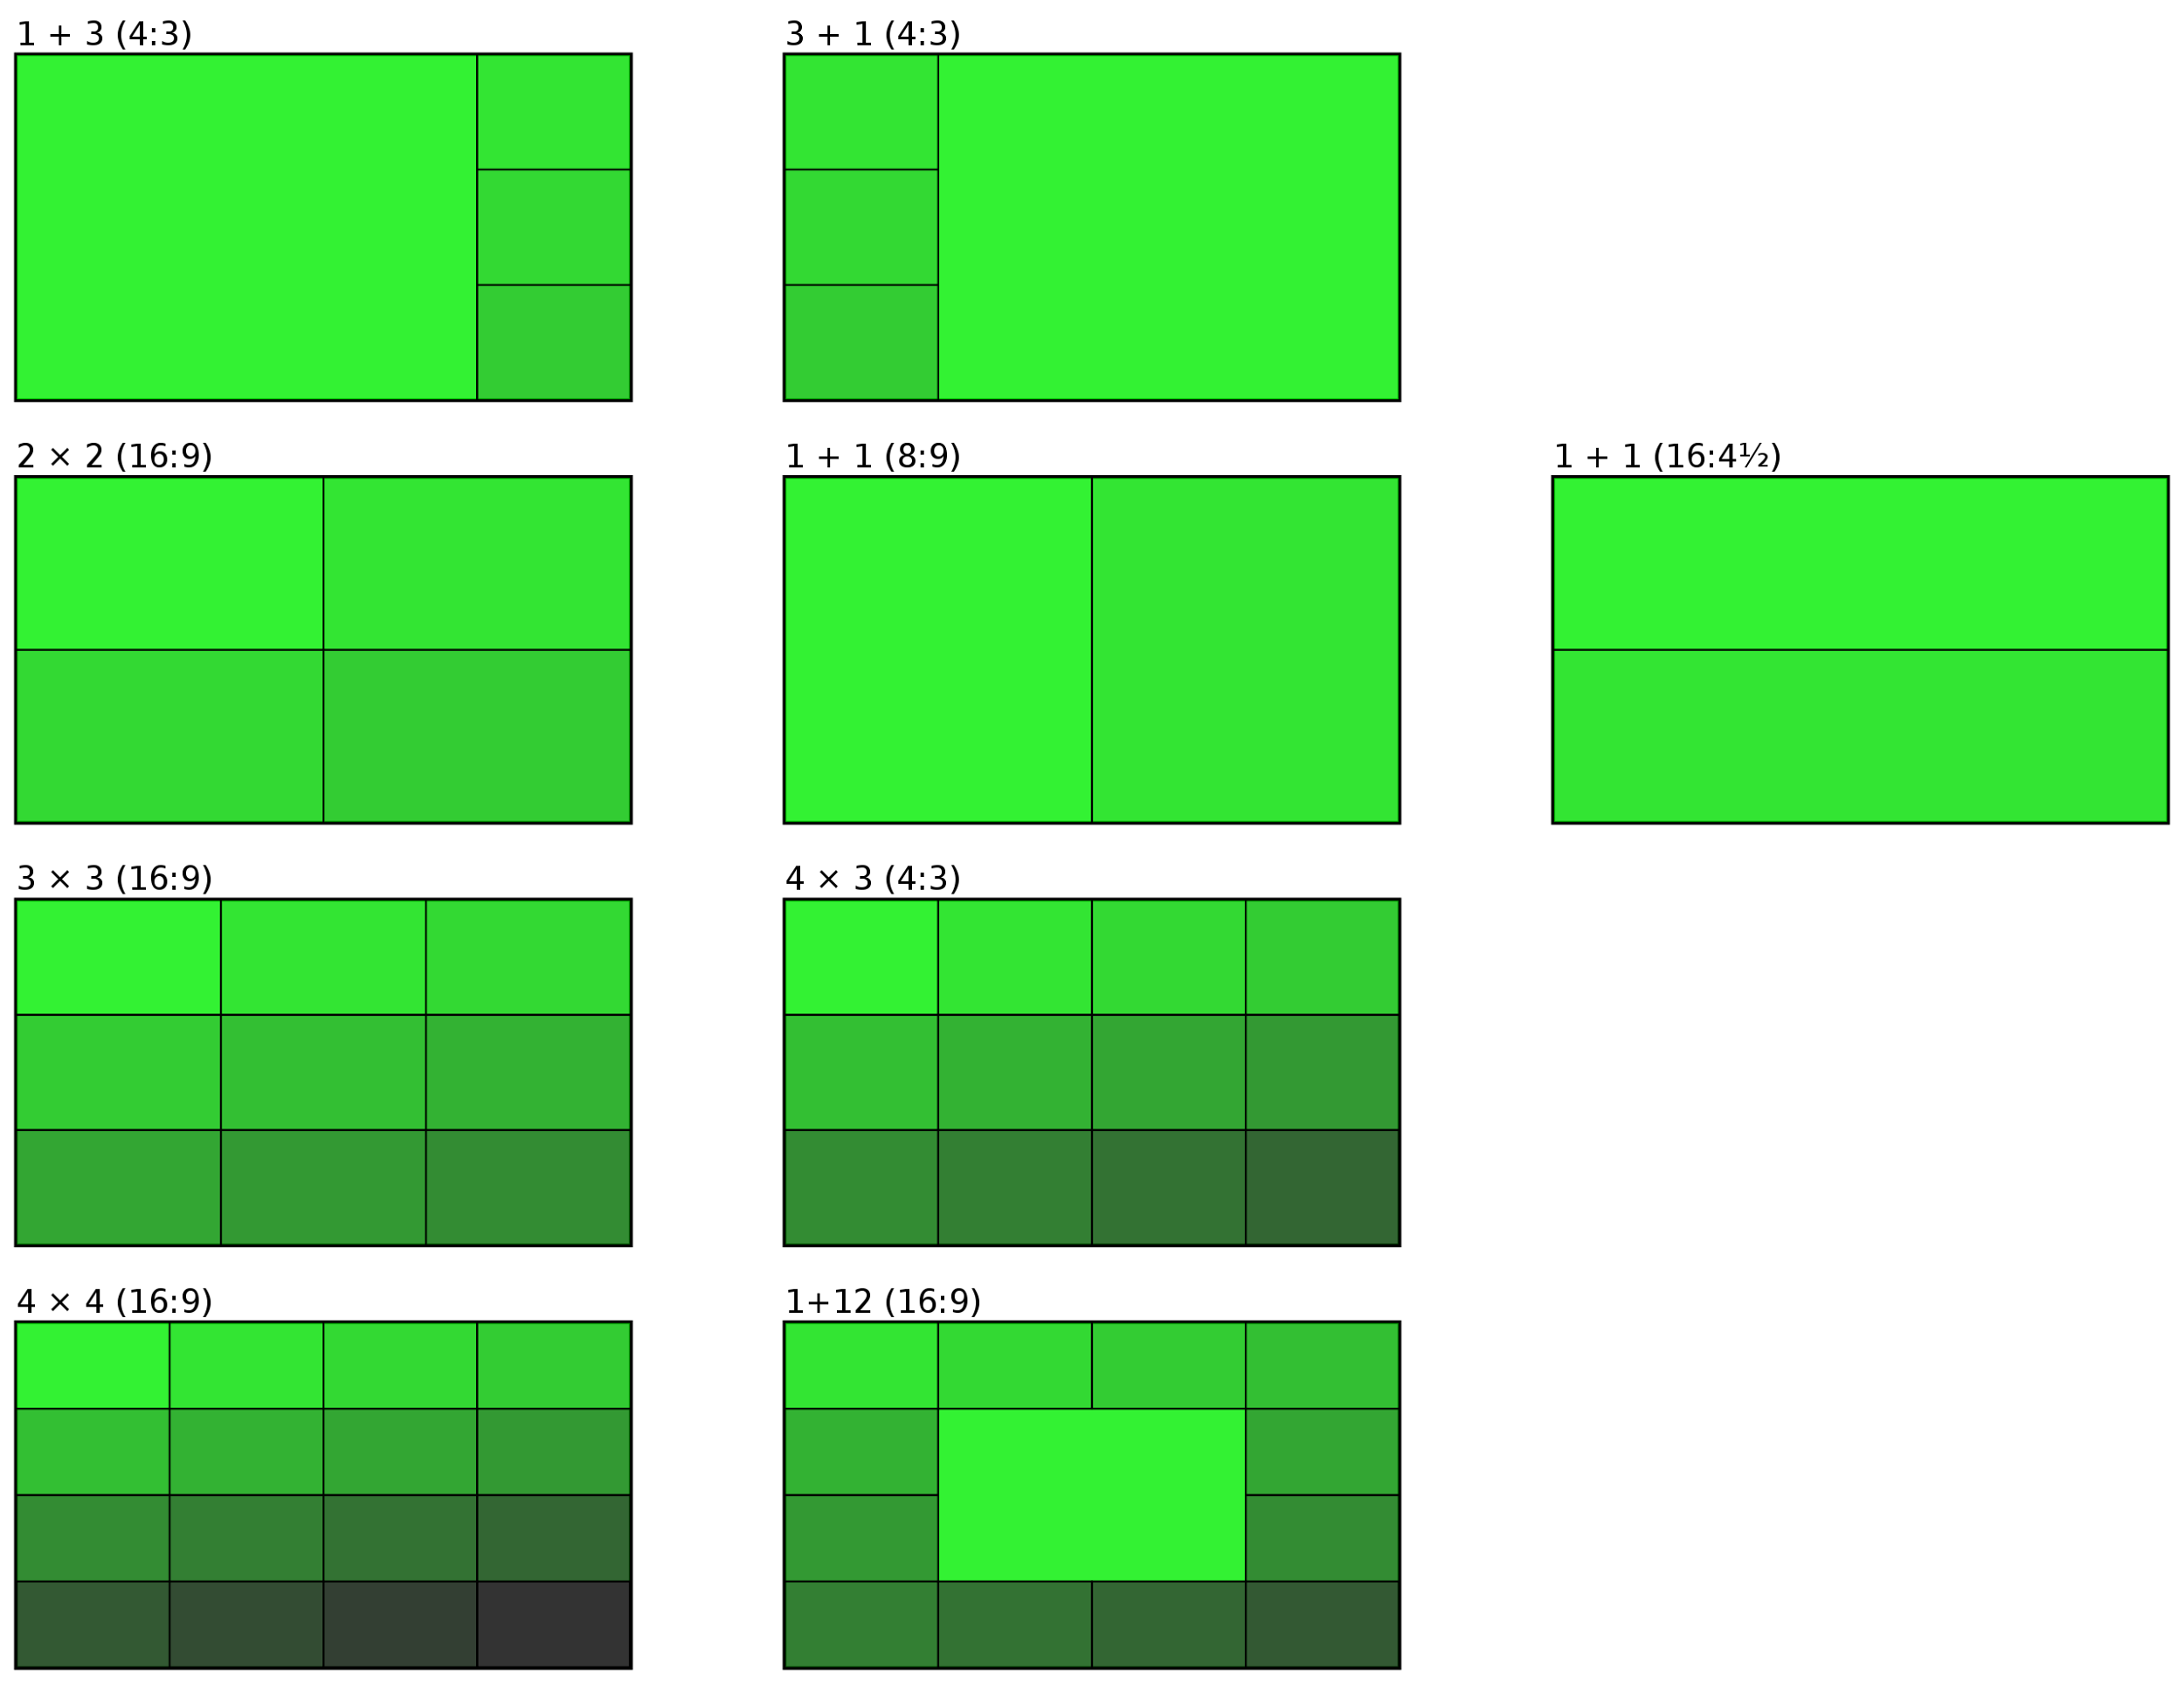 1 + 3 (4:3)
3 + 1 (4:3)
2 × 2 (16:9)
1 + 1 (8:9)
1 + 1 (16:4½)
3 × 3 (16:9)
4 × 3 (4:3)
4 × 4 (16:9)
1+12 (16:9)